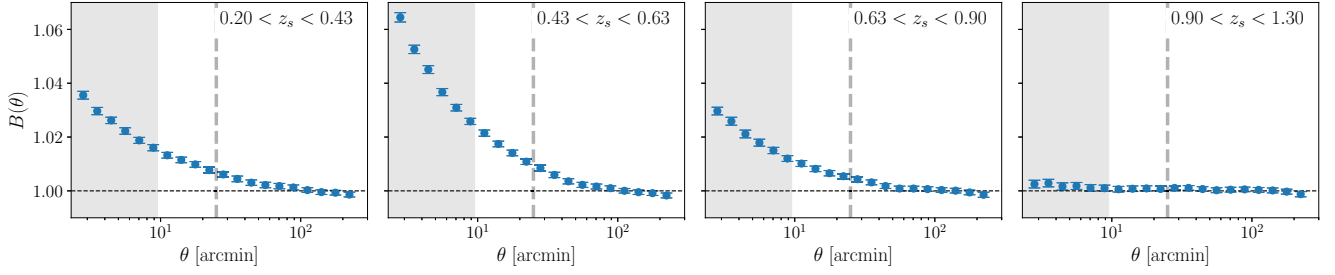 0.20 < z_s < 0.43
0.43 < z_s < 0.63
0.63 < z_s < 0.90
0.90 < z_s < 1.30
B(θ)
1.06
1.04
1.02
1.00
10^1 10^2
10^1 10^2
10^1 10^2
10^1 10^2
θ [arcmin]
θ [arcmin]
θ [arcmin]
θ [arcmin]